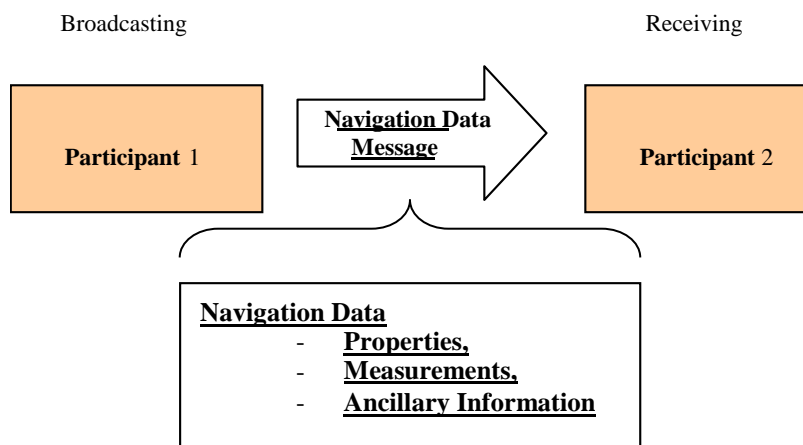 Broadcasting
Receiving
Navigation Data
Message
Participant 1
Participant 2
Navigation Data
- Properties,
- Measurements,
- Ancillary Information